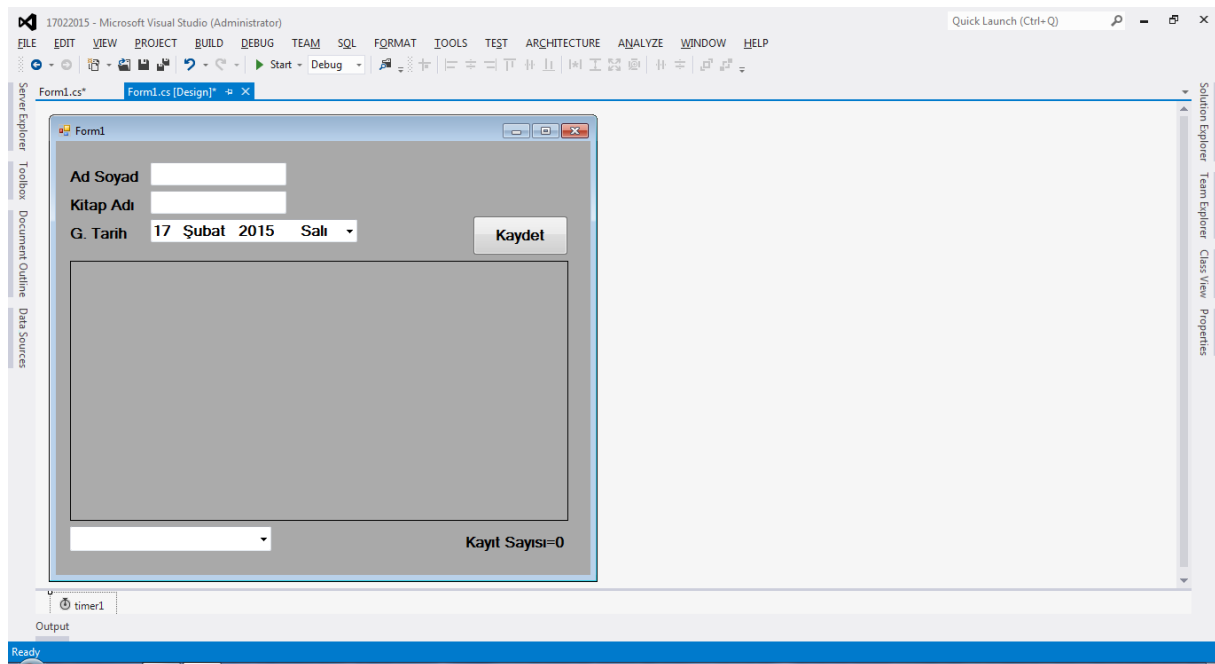 17022015 - Microsoft Visual Studio (Administrator)
Quick Launch (Ctrl+Q)
FILE EDIT VIEW PROJECT BUILD DEBUG TEAM SQL FORMAT TOOLS TEST ARCHITECTURE ANALYZE WINDOW HELP
Start Debug
Form1.cs* Form1.cs [Design]*
Server Explorer
Toolbox
Document Outline
Data Sources
Form1
Ad Soyad
Kitap Adı
G. Tarih 17 Şubat 2015 Salı
Kaydet
Kayıt Sayısı=0
Solution Explorer
Team Explorer
Class View
Properties
timer1
Output
Ready